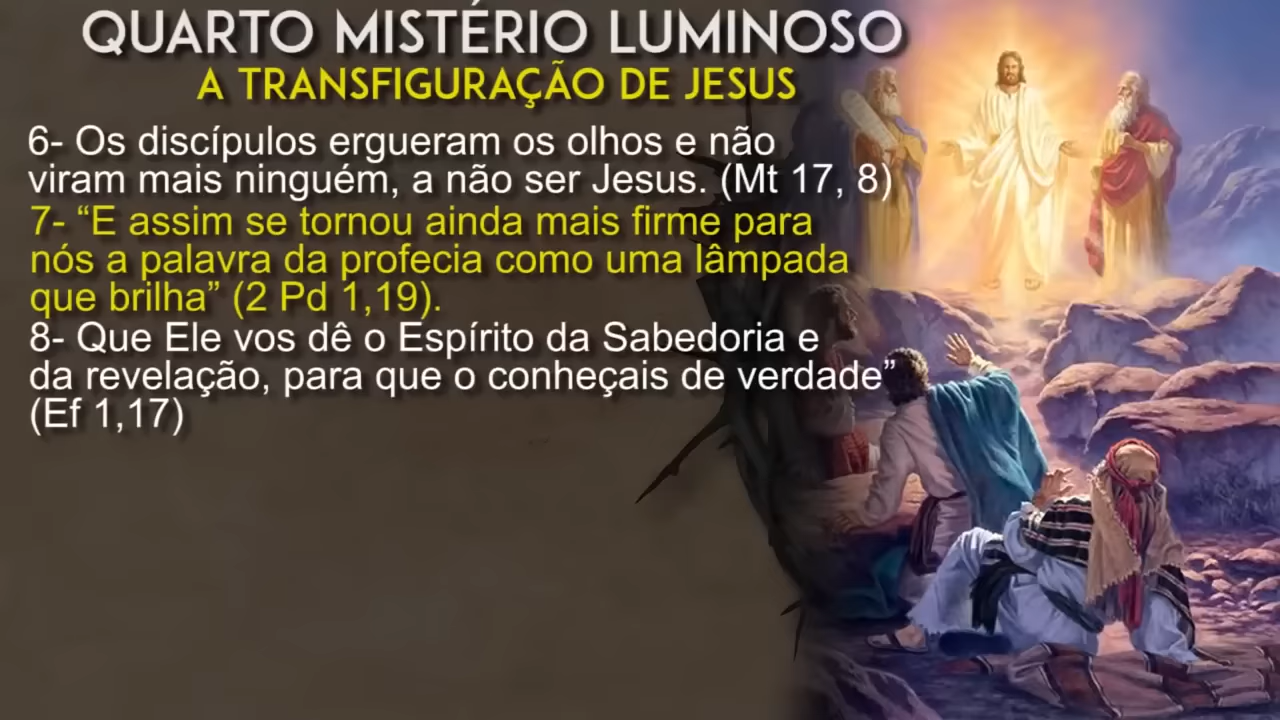 QUARTO MISTÉRIO LUMINOSO
A TRANSFIGURAÇÃO DE JESUS
6- Os discípulos ergueram os olhos e não
viram mais ninguém, a não ser Jesus. (Mt 17, 8)
7- “E assim se tornou ainda mais firme para
nós a palavra da profecia como uma lâmpada
que brilha” (2 Pd 1,19).
8- Que Ele vos dê o Espírito da Sabedoria e
da revelação, para que o conheçais de verdade”
(Ef 1,17)